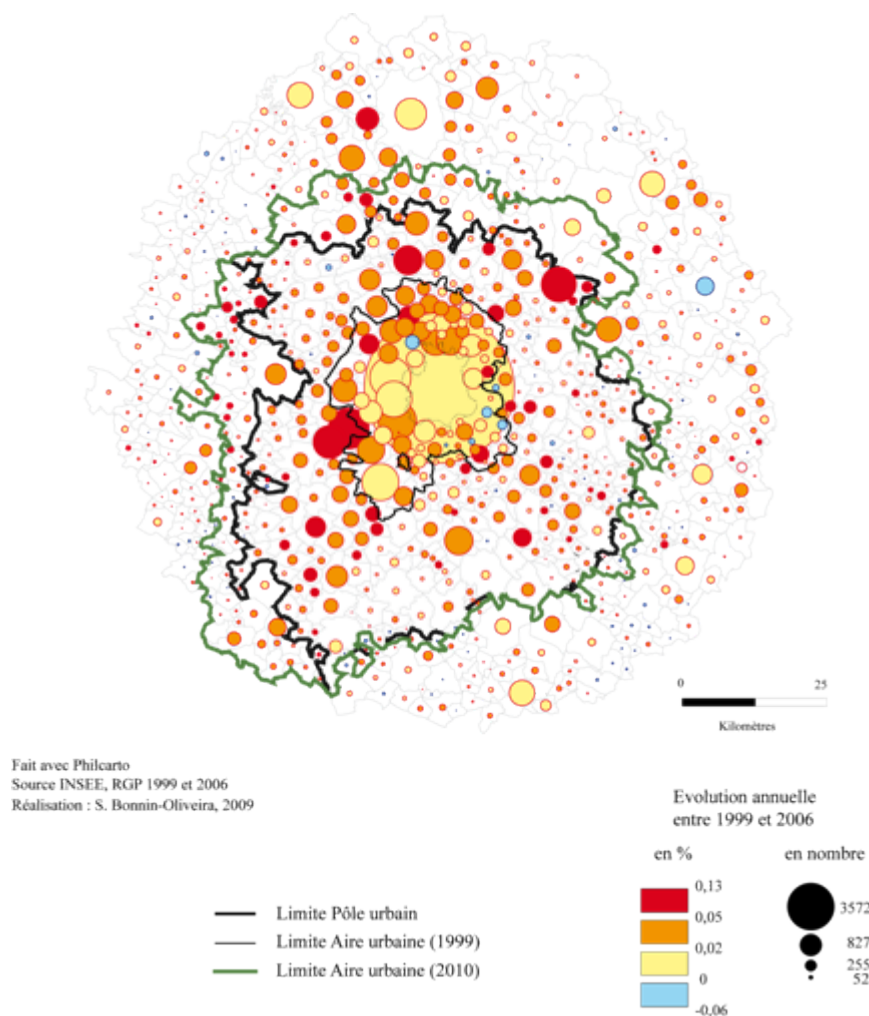 0
25
Kilomètres
Fait avec Philcarto
Source INSEE, RGP 1999 et 2006
Réalisation : S. Bonnin-Oliveira, 2009
Limite Pôle urbain
Limite Aire urbaine (1999)
Limite Aire urbaine (2010)
Evolution annuelle
entre 1999 et 2006
en %
0,13
0,05
0,02
0
-0,06
en nombre
3572
827
255
52